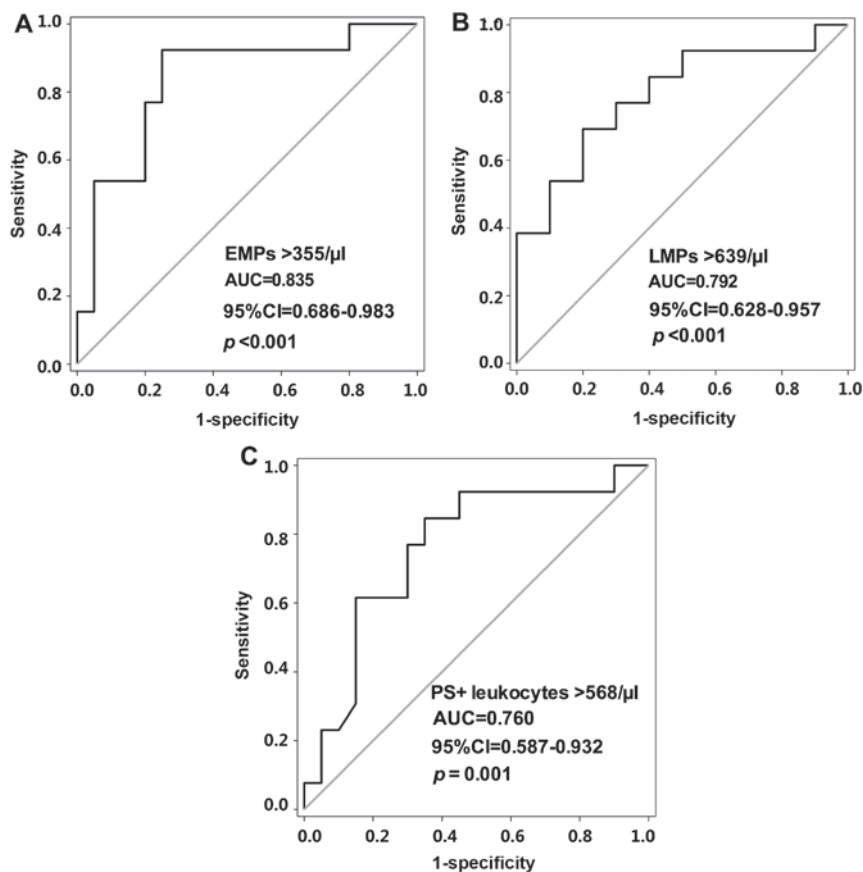 A
1.0
0.8
0.6
0.4
0.2
0.0
Sensitivity
EMPs >355/µl
AUC=0.835
95%CI=0.686-0.983
p <0.001
0.0 0.2 0.4 0.6 0.8 1.0
1-specificity
B
1.0
0.8
0.6
0.4
0.2
0.0
Sensitivity
LMPs >639/µl
AUC=0.792
95%CI=0.628-0.957
p <0.001
0.0 0.2 0.4 0.6 0.8 1.0
1-specificity
C
1.0
0.8
0.6
0.4
0.2
0.0
Sensitivity
PS+ leukocytes >568/µl
AUC=0.760
95%CI=0.587-0.932
p = 0.001
0.0 0.2 0.4 0.6 0.8 1.0
1-specificity